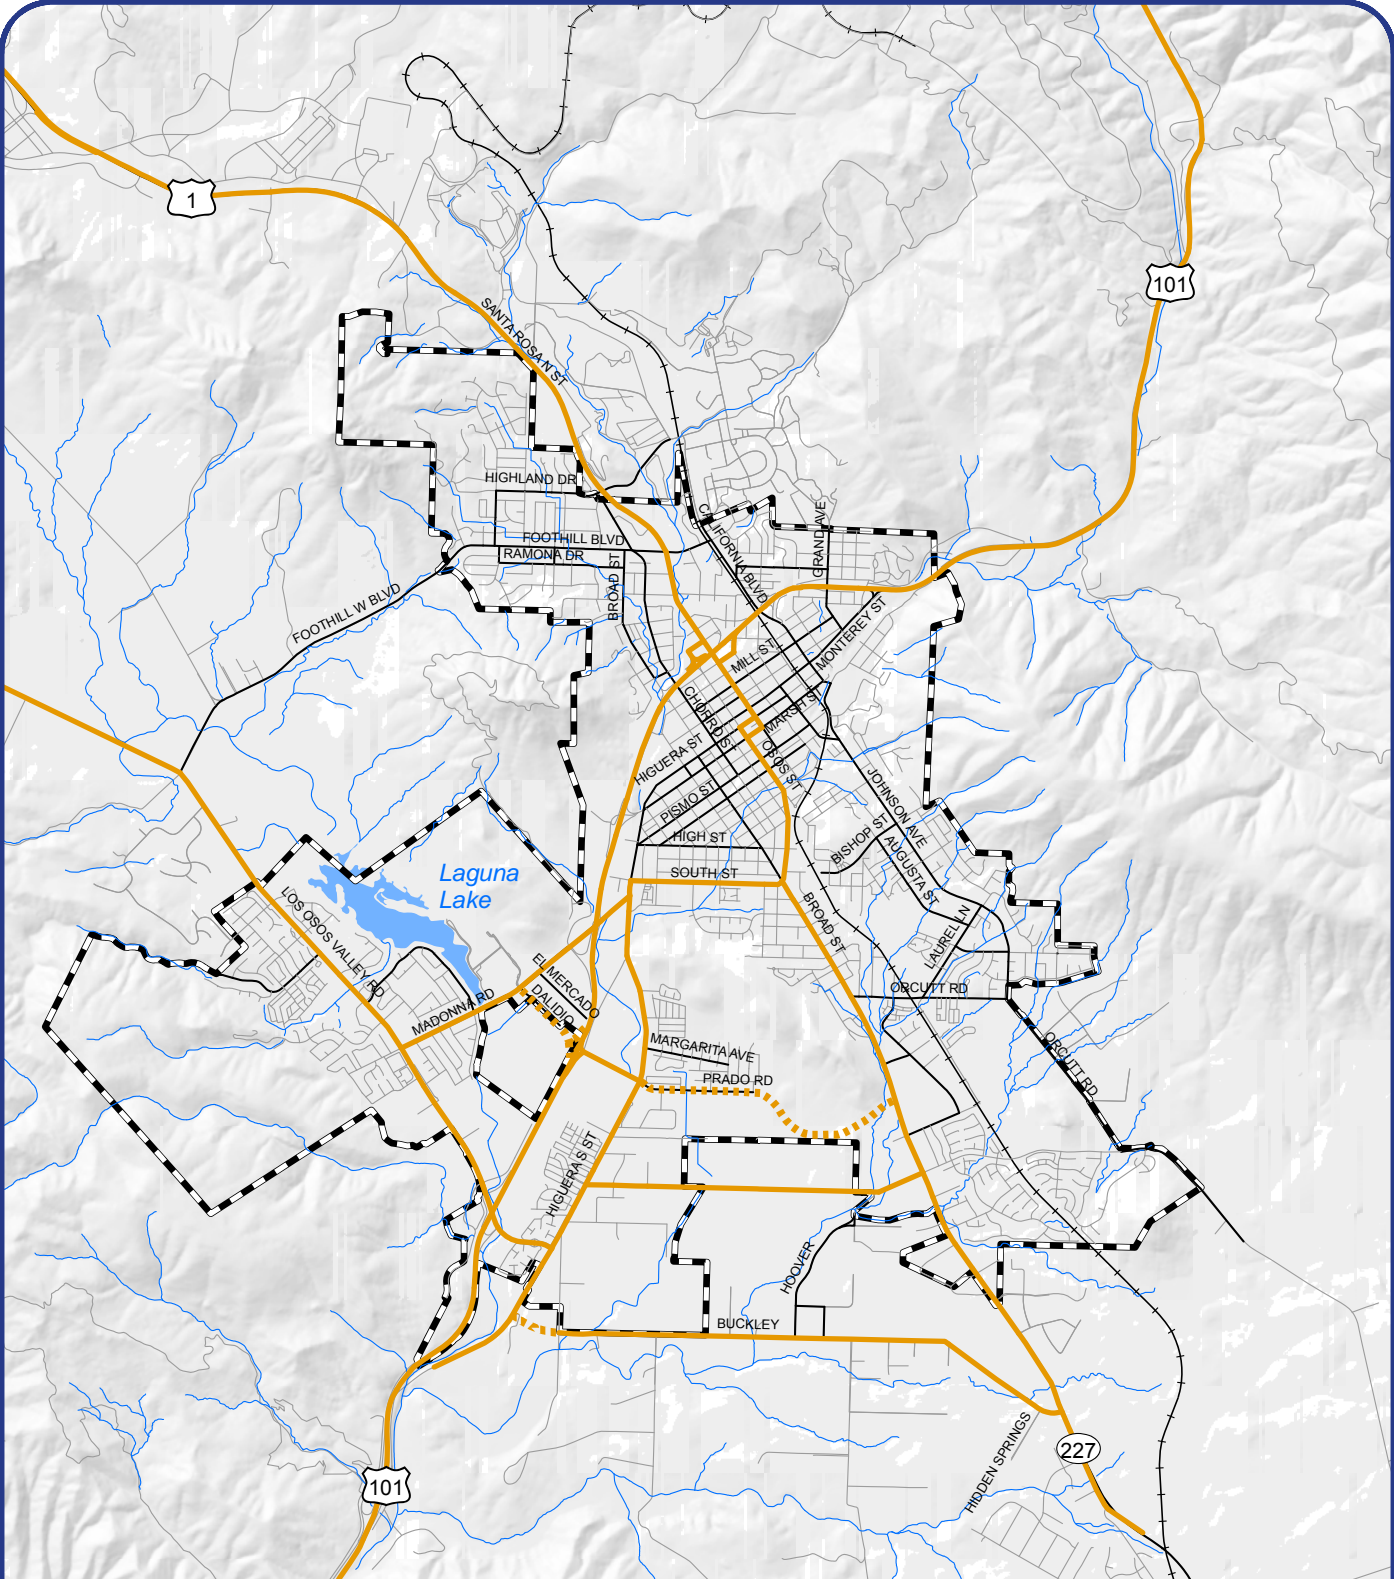 1
101
SANTA ROSA N ST
HIGHLAND DR
FOOTHILL BLVD
RAMONA DR
BROAD ST
CALIFORNIA BLVD
GRAND AVE
FOOTHILL W BLVD
MONTEREY ST
MILL ST
CHORRO ST
MARSH ST
HIGUERA ST
OSOS ST
PISMO ST
JOHNSON AVE
HIGH ST
BISHOP ST
AUGUSTA ST
SOUTH ST
Laguna
Lake
LOS OSOS VALLEY RD
BROAD ST
LAUREL LN
EL MERCADO
DALIDIO
MADONNA RD
ORCUTT RD
MARGARITA AVE
ORCUTT RD
PRADO RD
HIGUERA S ST
HOOVER
BUCKLEY
HIDDEN SPRINGS
227
101